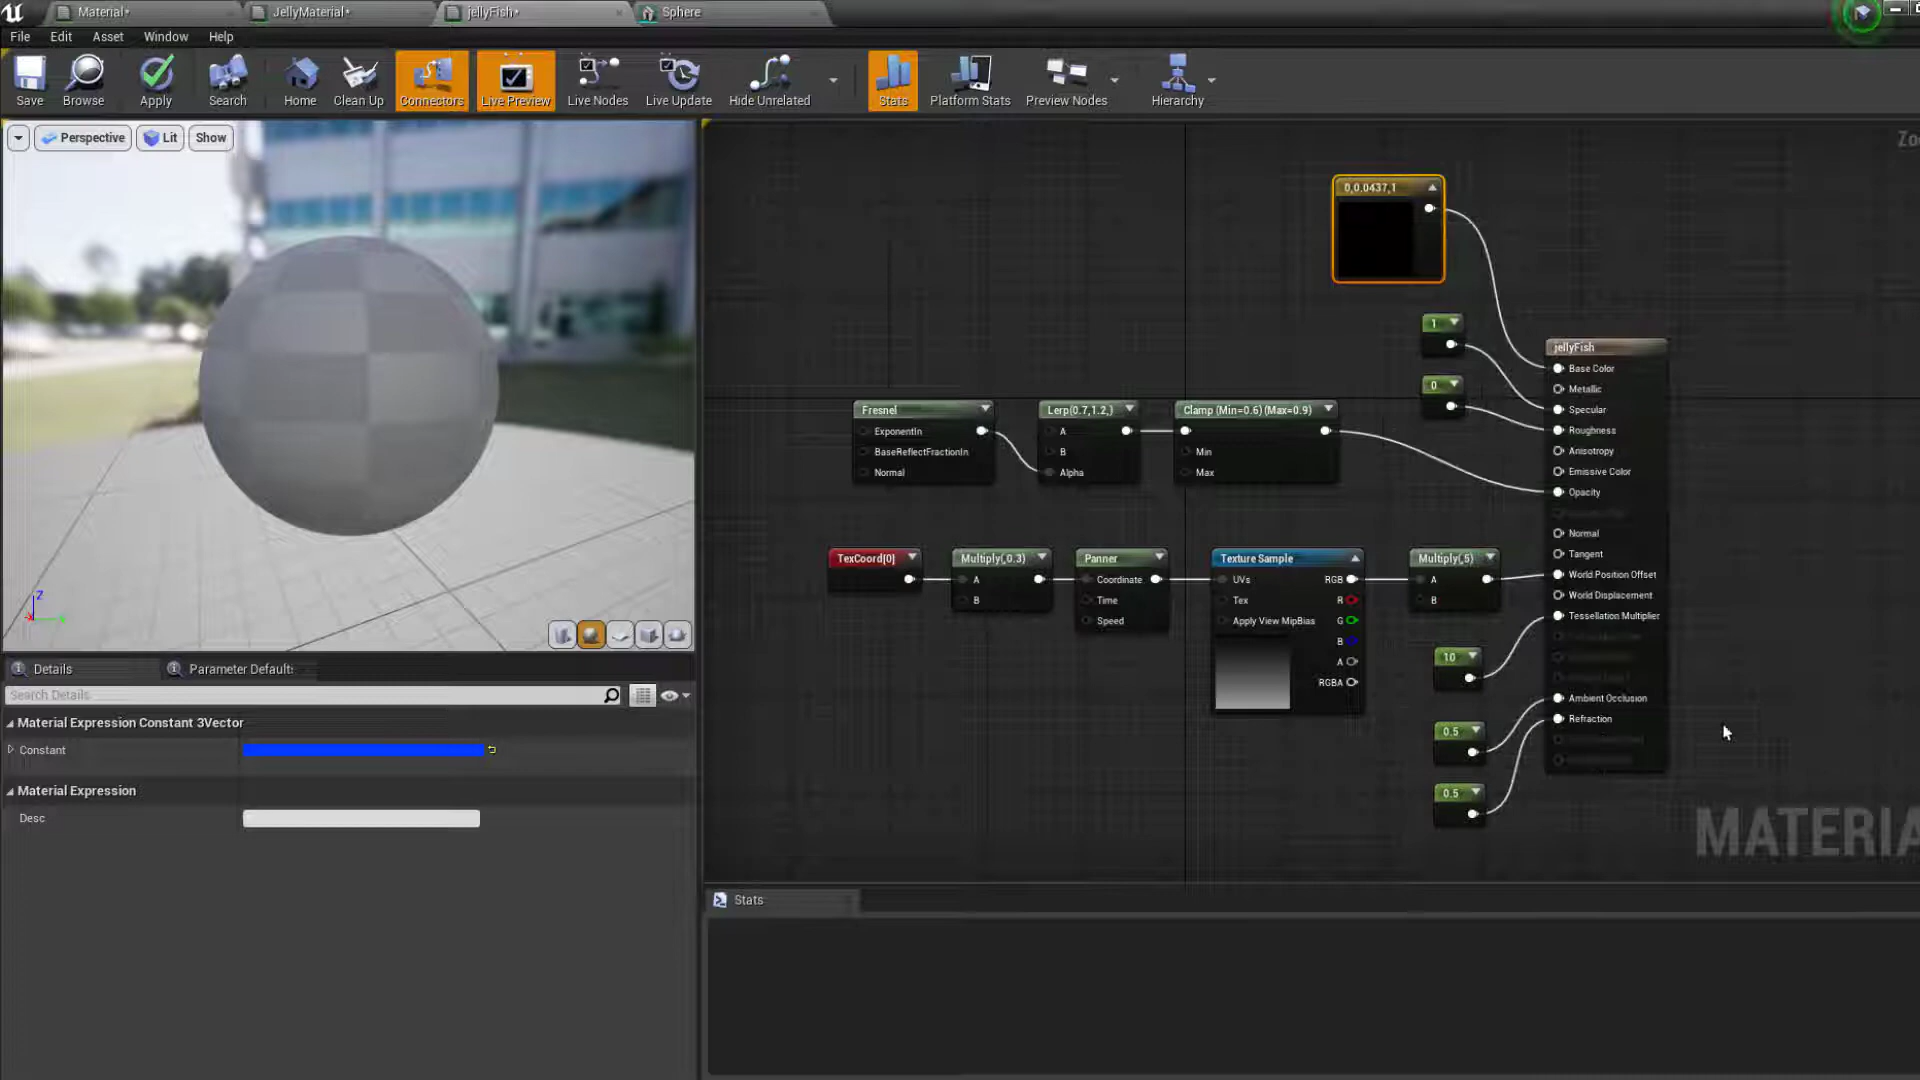 Material*
JellyMaterial*
jellyFish*
Sphere
File
Edit
Asset
Window
Help
Save
Browse
Apply
Search
Home
Clean Up
Connectors
Live Preview
Live Nodes
Live Update
Hide Unrelated
Stats
Platform Stats
Preview Nodes
Hierarchy
Perspective
Lit
Show
Zoo
0,0.0437,1
1
0
jellyFish
Base Color
Metallic
Specular
Roughness
Anisotropy
Emissive Color
Opacity
Normal
Tangent
World Position Offset
World Displacement
Tessellation Multiplier
Ambient Occlusion
Refraction
Fresnel
ExponentIn
BaseReflectFractionIn
Normal
Lerp(0.7,1.2,)
A
B
Alpha
Clamp (Min=0.6) (Max=0.9)
Min
Max
TexCoord[0]
Multiply(,0.3)
A
B
Panner
Coordinate
Time
Speed
Texture Sample
UVs
Tex
Apply View MipBias
RGB
R
G
B
A
RGBA
Multiply(,5)
A
B
10
0.5
0.5
MATERIA
Z
Details
Parameter Default:
Search Details
Material Expression Constant 3Vector
Constant
Material Expression
Desc
Stats